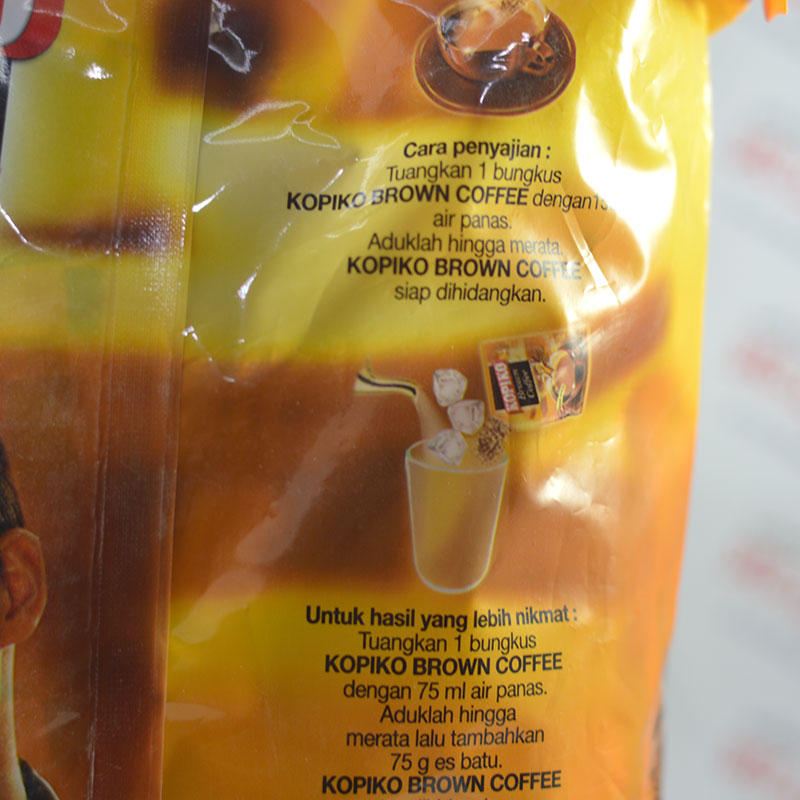 Cara penyajian :
Tuangkan 1 bungkus
KOPIKO BROWN COFFEE dengan
air panas.
Aduklah hingga merata.
KOPIKO BROWN COFFEE
siap dihidangkan.
KOPIKO
Brown
Coffee
Untuk hasil yang lebih nikmat :
Tuangkan 1 bungkus
KOPIKO BROWN COFFEE
dengan 75 ml air panas.
Aduklah hingga
merata lalu tambahkan
75 g es batu.
KOPIKO BROWN COFFEE